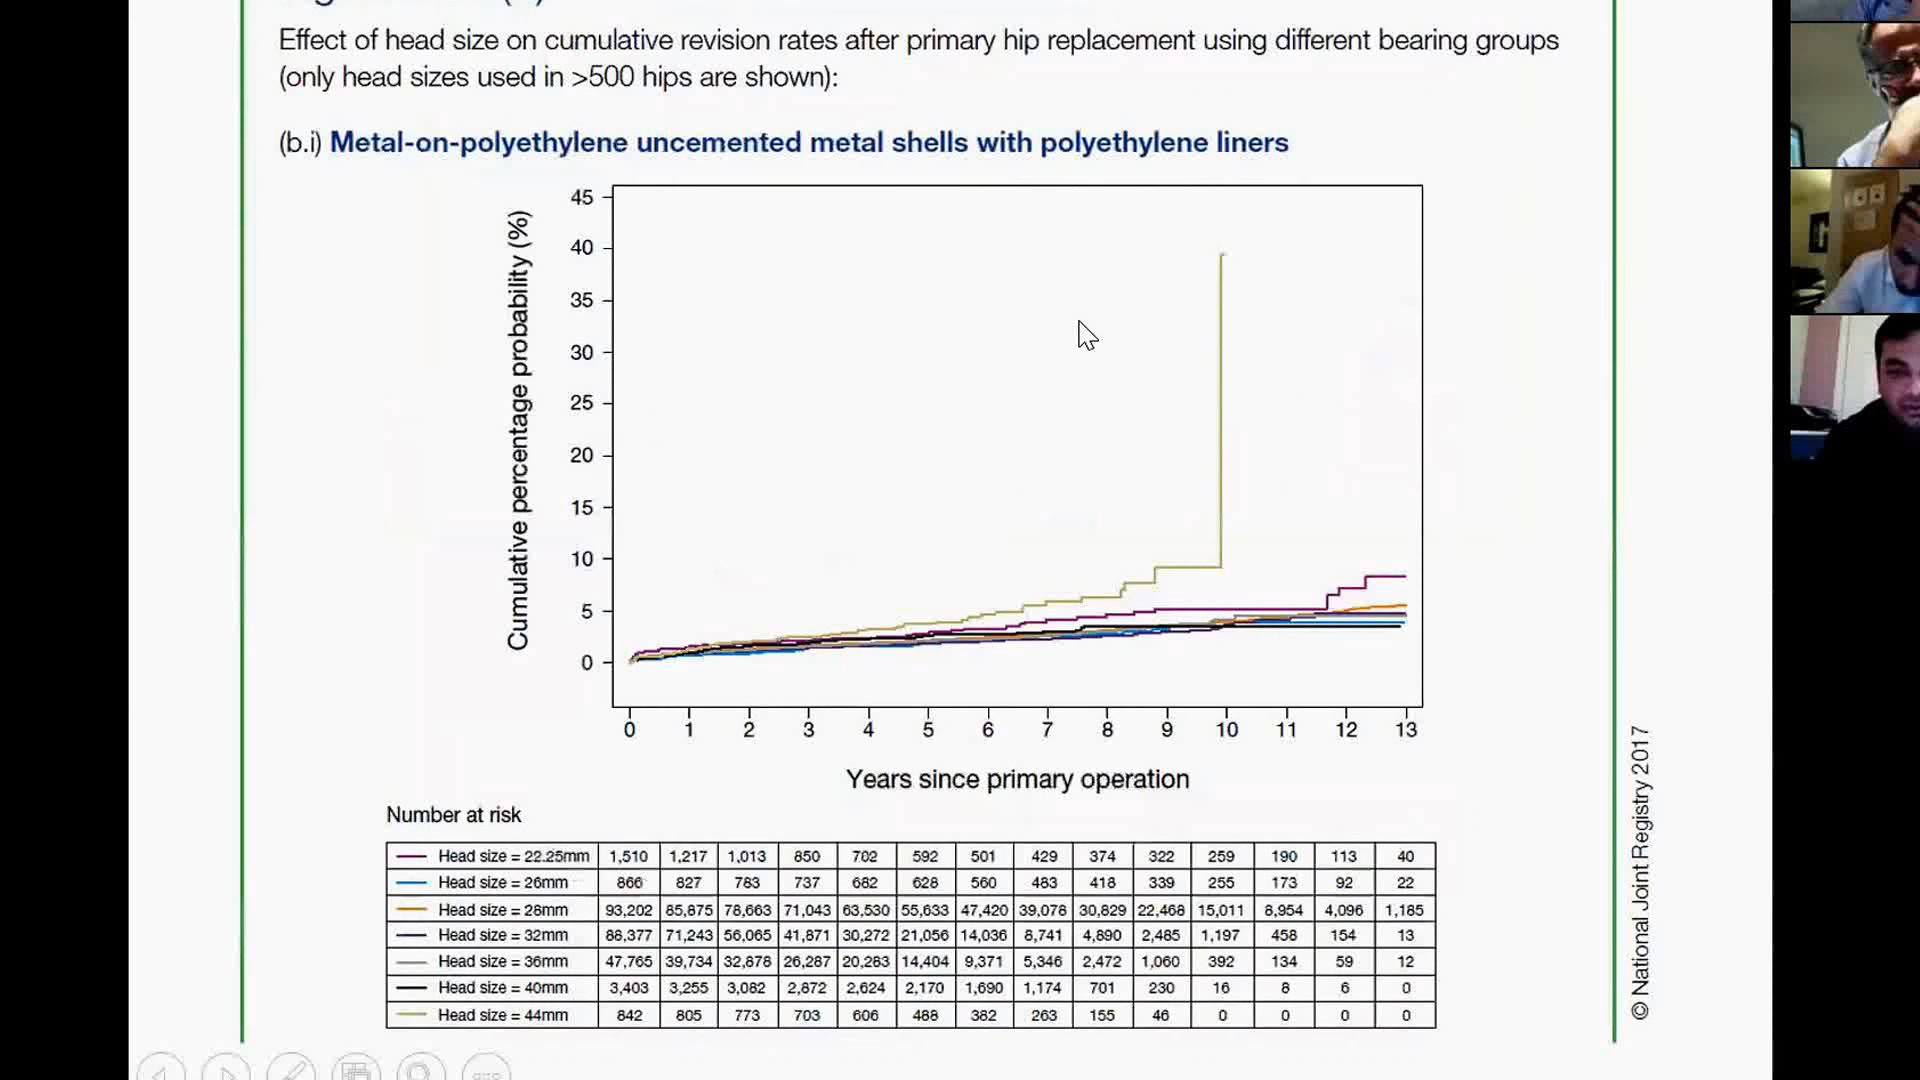 Effect of head size on cumulative revision rates after primary hip replacement using different bearing groups
(only head sizes used in >500 hips are shown):
(b.i) Metal-on-polyethylene uncemented metal shells with polyethylene liners
Cumulative percentage probability (%)
45
40
35
30
25
20
15
10
5
0
0 1 2 3 4 5 6 7 8 9 10 11 12 13
Years since primary operation
Number at risk
Head size = 22.25mm 1,510 1,217 1,013 850 702 592 501 429 374 322 259 190 113 40
Head size = 26mm 866 827 783 737 682 628 560 483 418 339 255 173 92 22
Head size = 28mm 93,202 85,875 78,663 71,043 63,530 55,633 47,420 39,078 30,829 22,468 15,011 8,954 4,096 1,185
Head size = 32mm 88,377 71,243 56,065 41,871 30,272 21,056 14,036 8,741 4,890 2,485 1,197 458 154 13
Head size = 36mm 47,765 39,734 32,878 26,287 20,283 14,404 9,371 5,346 2,472 1,060 392 134 59 12
Head size = 40mm 3,403 3,255 3,082 2,872 2,624 2,170 1,690 1,174 701 230 16 8 6 0
Head size = 44mm 842 805 773 703 606 488 382 263 155 46 0 0 0 0
© National Joint Registry 2017